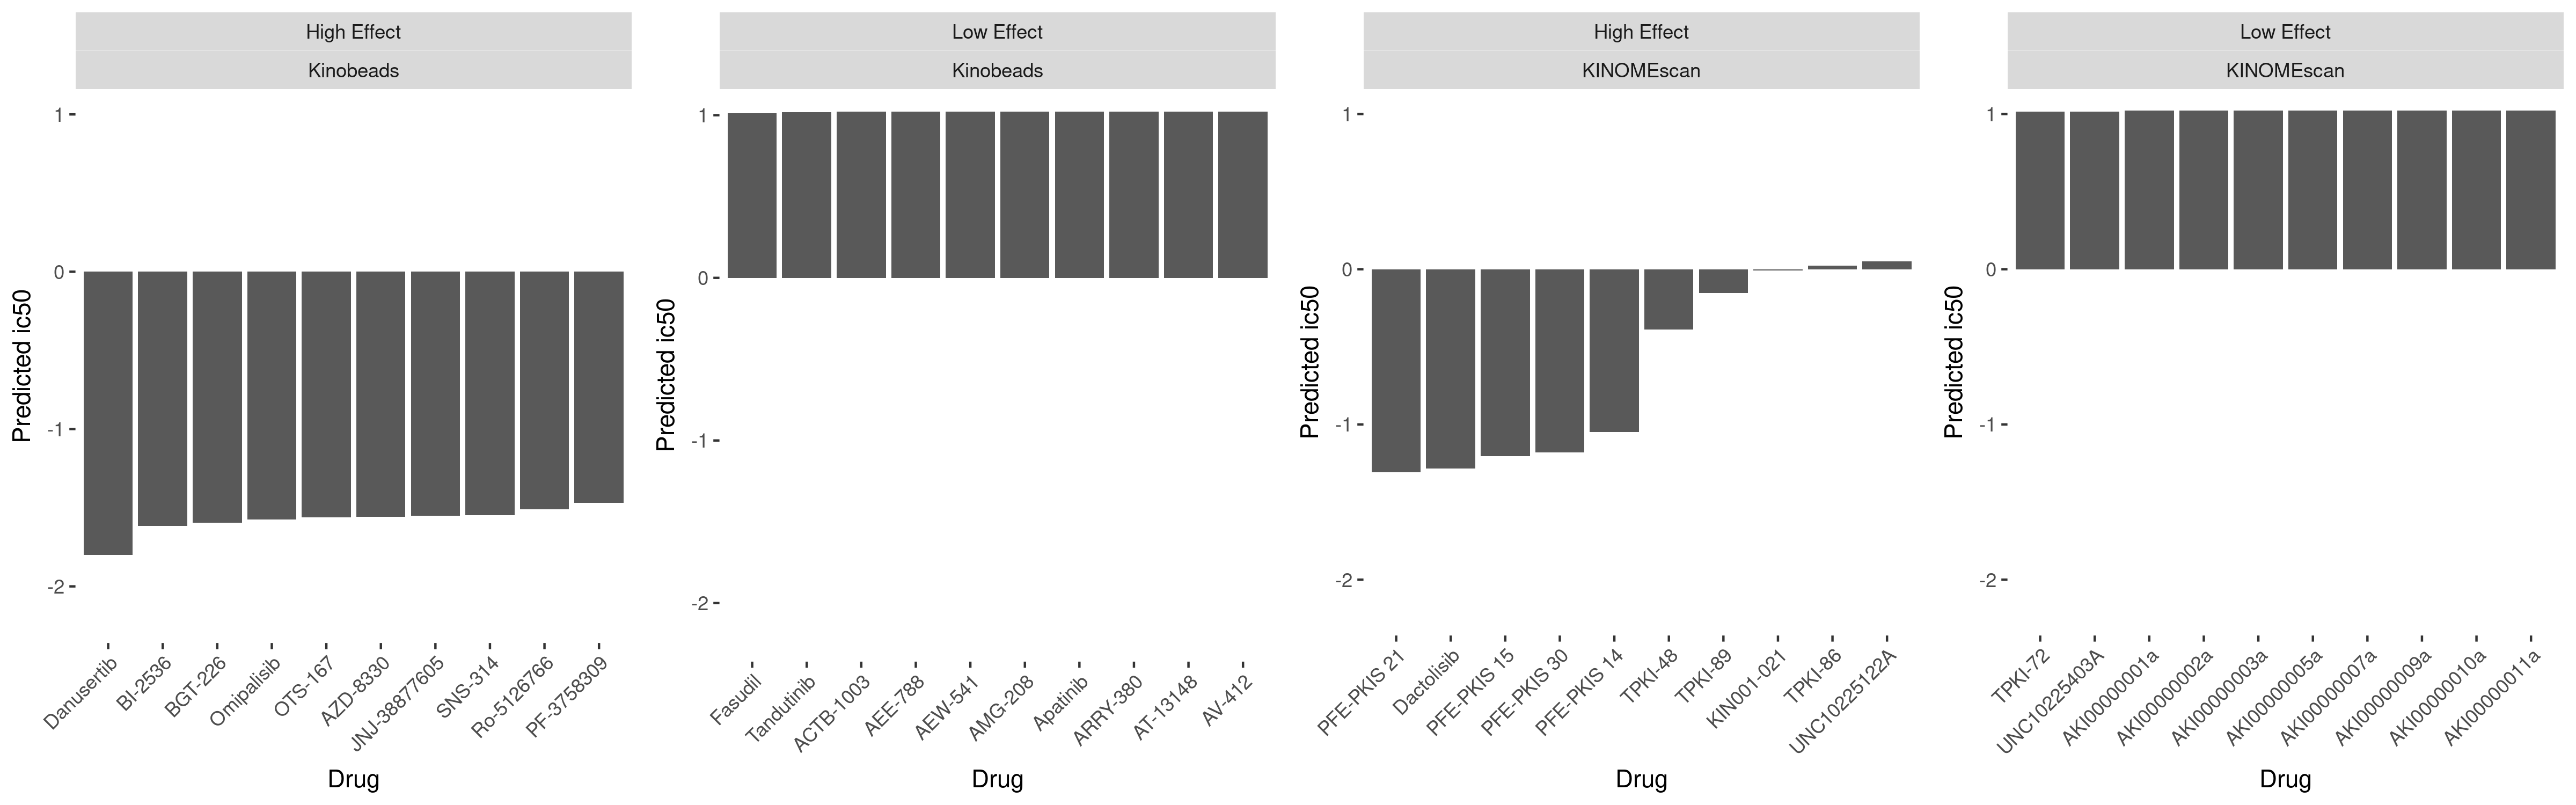 High Effect
Kinobeads
1
0
-1
-2
Predicted ic50
Danusertib
BI-2536
BGT-226
Omipalisib
OTS-167
AZD-8330
JNJ-38877605
SNS-314
Ro-5126766
PF-3758309
Drug
Low Effect
Kinobeads
1
0
-1
-2
Predicted ic50
Fasudil
Tandutinib
ACTB-1003
AEE-788
AEW-541
AMG-208
Apatinib
ARRY-380
AT-13148
AV-412
Drug
High Effect
KINOMEscan
1
0
-1
-2
Predicted ic50
PFE-PKIS 21
Dactolisib
PFE-PKIS 15
PFE-PKIS 30
PFE-PKIS 14
TPKI-48
TPKI-89
KIN001-021
TPKI-86
UNC10225122A
Drug
Low Effect
KINOMEscan
1
0
-1
-2
Predicted ic50
TPKI-72
UNC10225403A
AKI00000001a
AKI00000002a
AKI00000003a
AKI00000005a
AKI00000007a
AKI00000009a
AKI00000010a
AKI00000011a
Drug